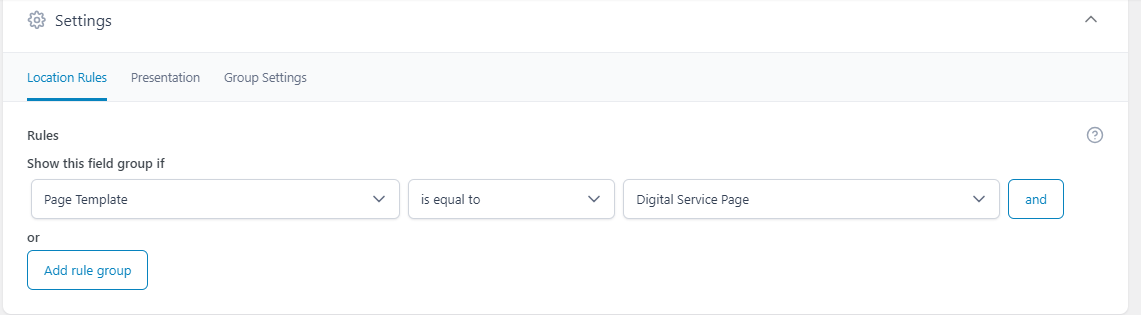 Settings
Location Rules Presentation Group Settings
Rules
Show this field group if
Page Template is equal to Digital Service Page and
or
Add rule group